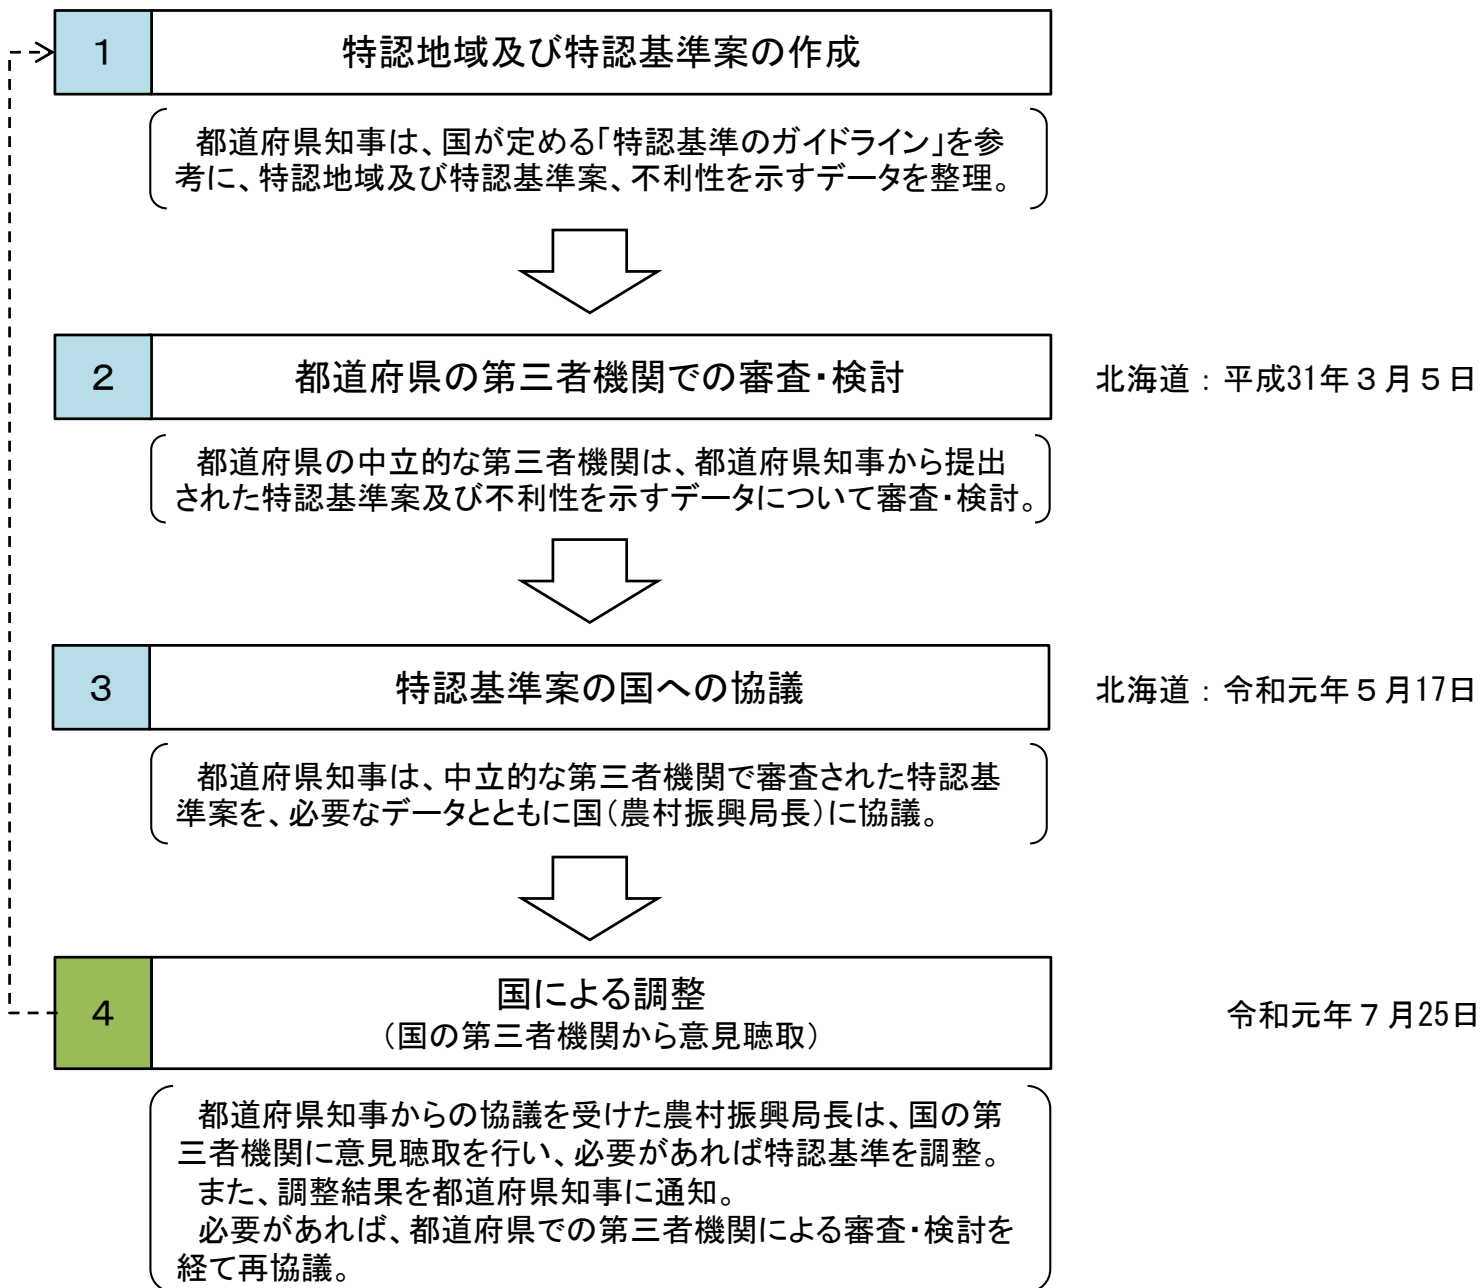 1 特認地域及び特認基準案の作成
都道府県知事は、国が定める「特認基準のガイドライン」を参
考に、特認地域及び特認基準案、不利性を示すデータを整理。
2 都道府県の第三者機関での審査・検討 北海道：平成31年３月５日
都道府県の中立的な第三者機関は、都道府県知事から提出
された特認基準案及び不利性を示すデータについて審査・検討。
3 特認基準案の国への協議 北海道：令和元年５月17日
都道府県知事は、中立的な第三者機関で審査された特認基
準案を、必要なデータとともに国（農村振興局長）に協議。
4 国による調整
（国の第三者機関から意見聴取） 令和元年７月25日
都道府県知事からの協議を受けた農村振興局長は、国の第
三者機関に意見聴取を行い、必要があれば特認基準を調整。
また、調整結果を都道府県知事に通知。
必要があれば、都道府県での第三者機関による審査・検討を
経て再協議。